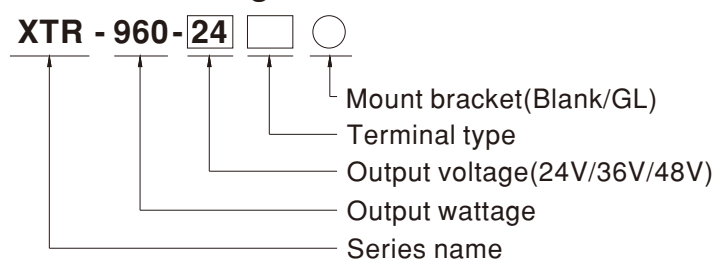 XTR - 960 - 24
Mount bracket(Blank/GL)
Terminal type
Output voltage(24V/36V/48V)
Output wattage
Series name